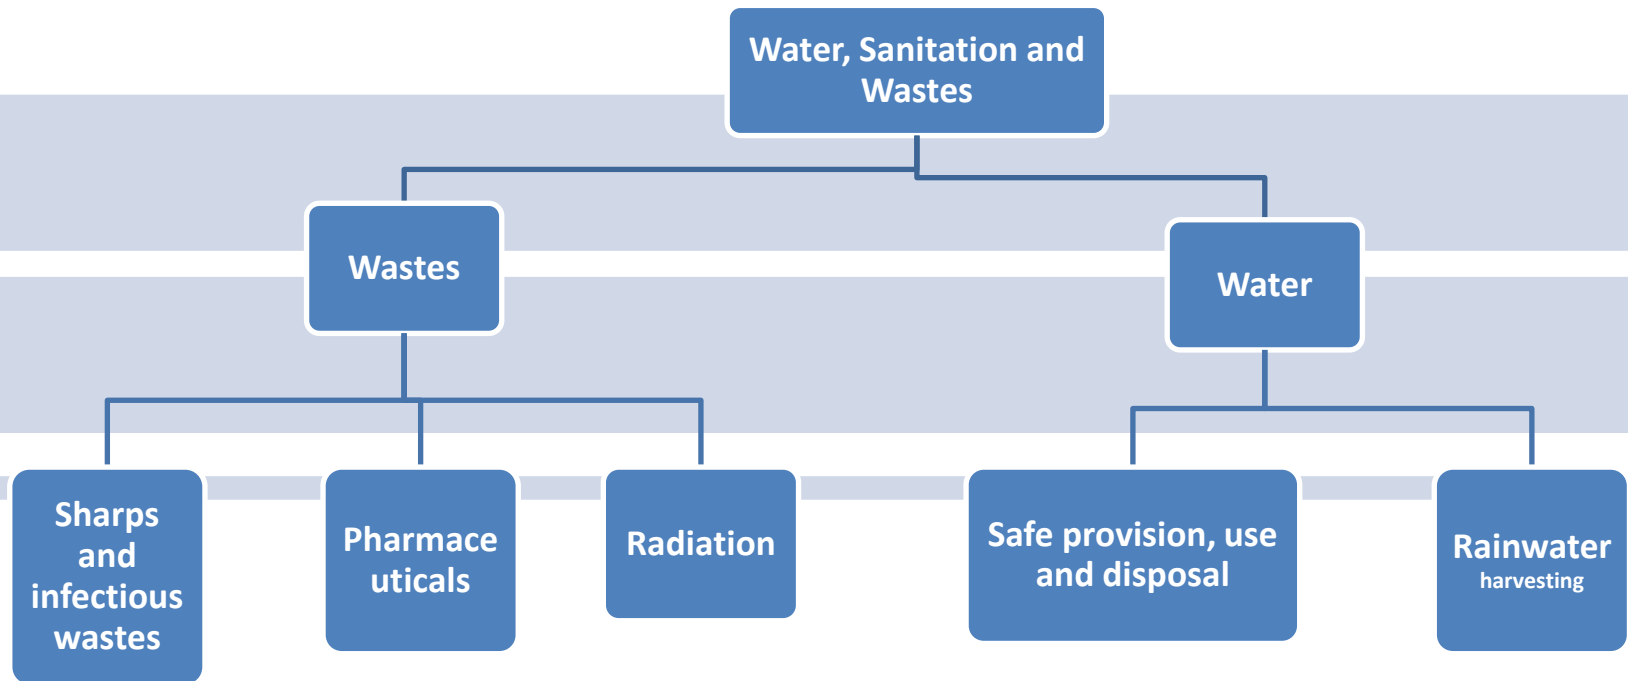 Water, Sanitation and
Wastes
Wastes
Water
Sharps
and
infectious
wastes
Pharmace
uticals
Radiation
Safe provision, use
and disposal
Rainwater
harvesting